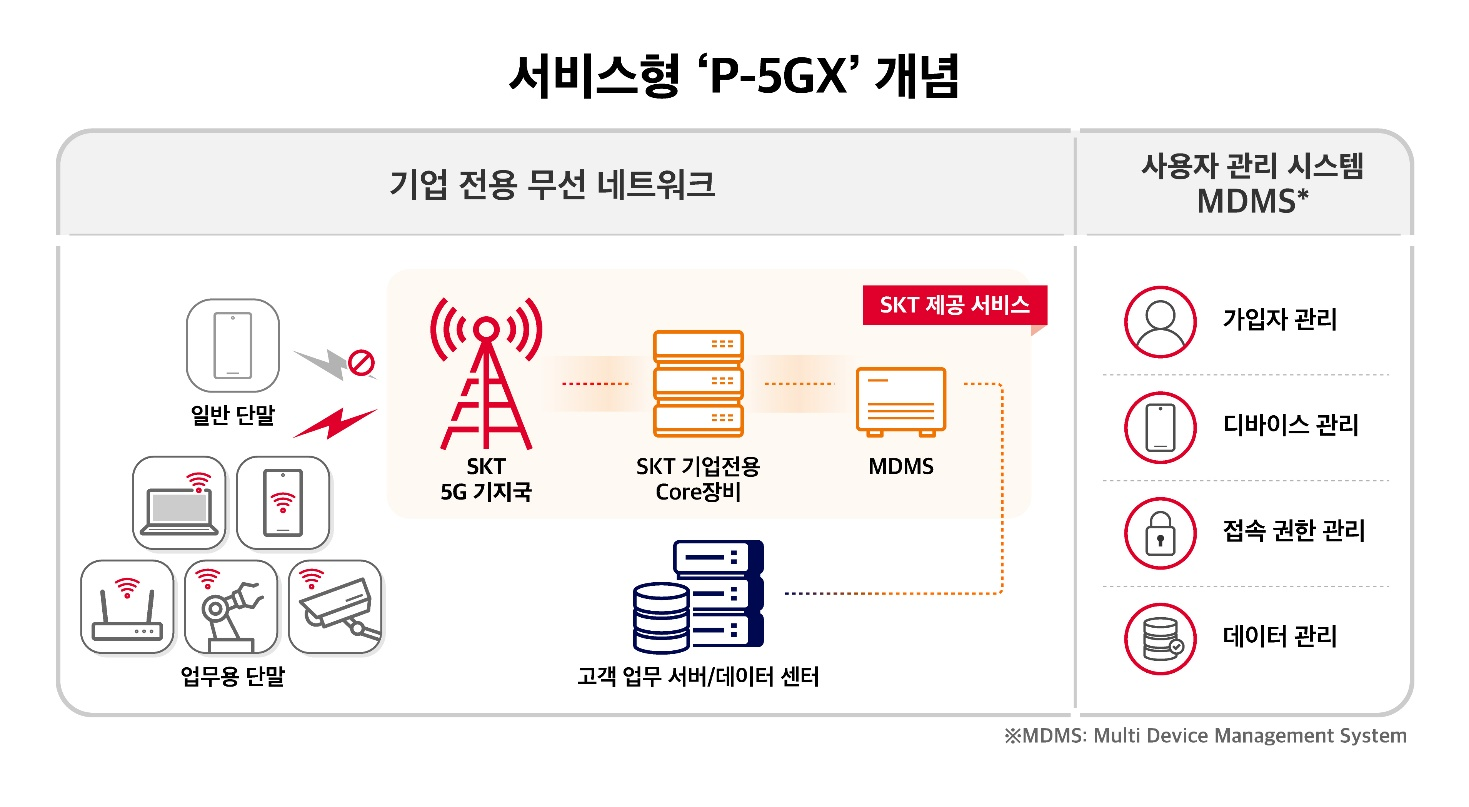 서비스형 ‘P-5GX’ 개념
기업 전용 무선 네트워크
사용자 관리 시스템
MDMS*
SKT 제공 서비스
일반 단말
SKT
5G 기지국
SKT 기업전용
Core장비
MDMS
업무용 단말
고객 업무 서버/데이터 센터
가입자 관리
디바이스 관리
접속 권한 관리
데이터 관리
※MDMS: Multi Device Management System